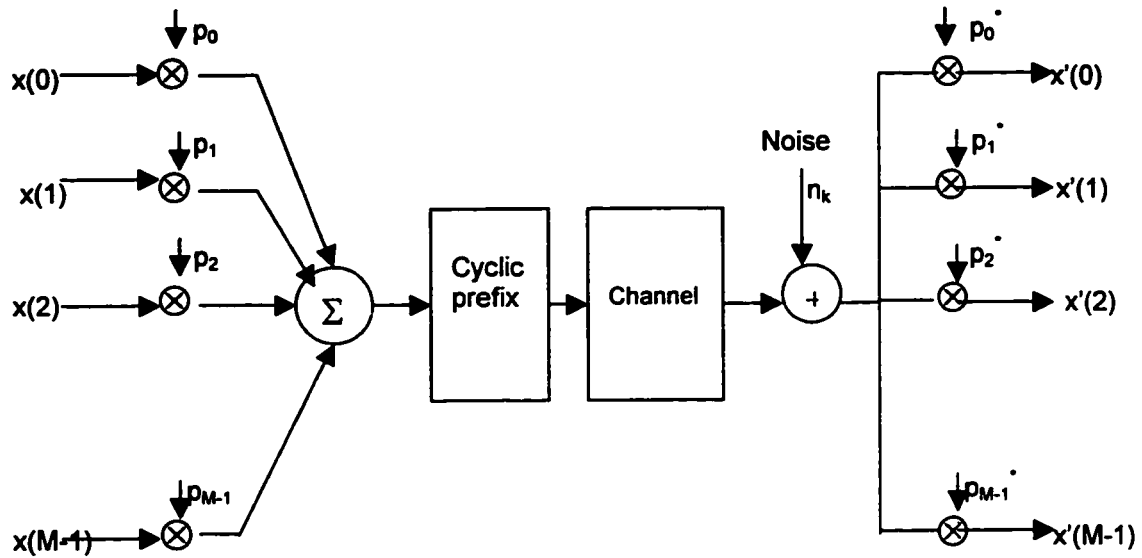 p₀
x(0)
p₁
x(1)
p₂
x(2)
Σ
x(M-1)
pM-1
Cyclic
prefix
Channel
Noise
nₖ
+
p₀*
x'(0)
p₁*
x'(1)
p₂*
x'(2)
pM-1*
x'(M-1)